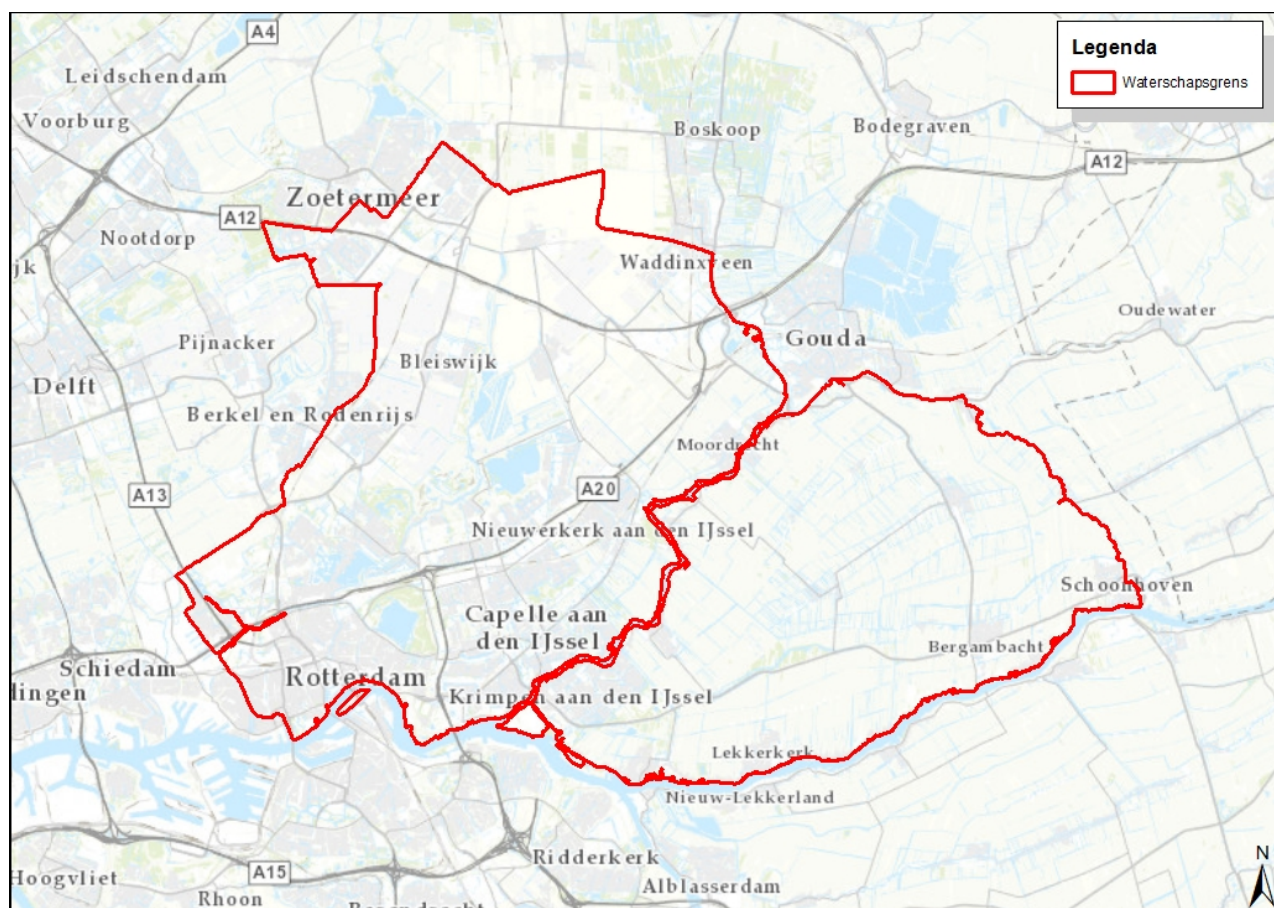 A4
Leidschendam
Voorburg
Legenda
Waterschapsgrens
Boskoop
Bodegraven
A12
Zoetermeer
A12
Nootdorp
jk
Waddinxveen
Oudewater
Pijnacker
Gouda
Bleiswijk
Delft
Berkel en Rodenrijs
Moordrecht
A13
A20
Nieuwerkerk aan den IJssel
Schoonhoven
Capelle aan
den IJssel
Bergambacht
Schiedam
Rotterdam
dingen
Krimpen aan den IJssel
Lekkerkerk
Nieuw-Lekkerland
Ridderkerk
A15
Hoogvliet
Alblasserdam
Rhoon
N